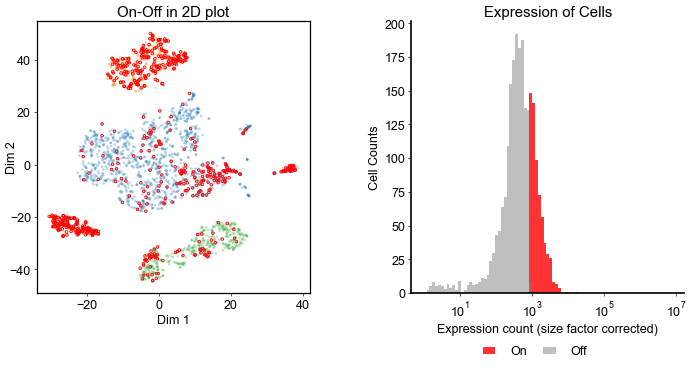 On-Off in 2D plot
Dim 2
40
20
0
−20
−40
−20
0
20
40
Dim 1
Expression of Cells
Cell Counts
200
175
150
125
100
75
50
25
0
10^1
10^3
10^5
10^7
Expression count (size factor corrected)
On
Off